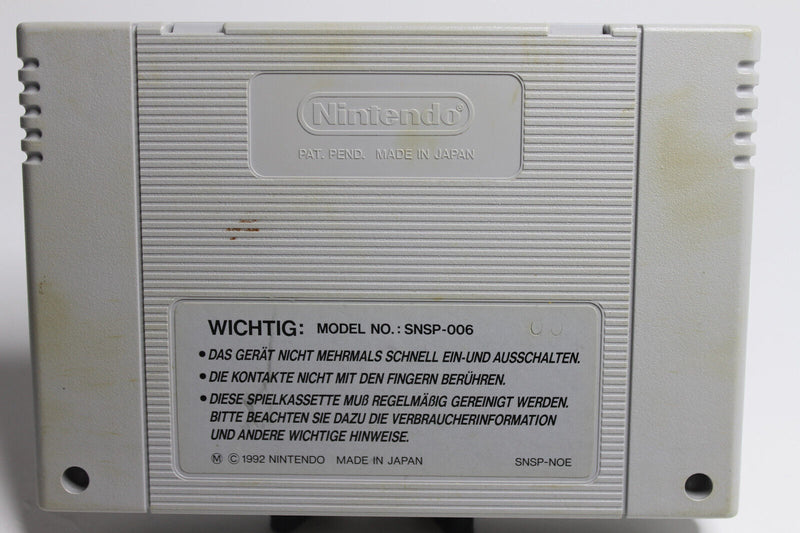 Nintendo®
PAT. PEND. MADE IN JAPAN
WICHTIG: MODEL NO.: SNSP-006
• DAS GERÄT NICHT MEHRMALS SCHNELL EIN-UND AUSSCHALTEN.
• DIE KONTAKTE NICHT MIT DEN FINGERN BERÜHREN.
• DIESE SPIELKASSETTE MUß REGELMÄßIG GEREINIGT WERDEN.
BITTE BEACHTEN SIE DAZU DIE VERBRAUCHERINFORMATION
UND ANDERE WICHTIGE HINWEISE.
Ⓜ © 1992 NINTENDO MADE IN JAPAN SNSP-NOE